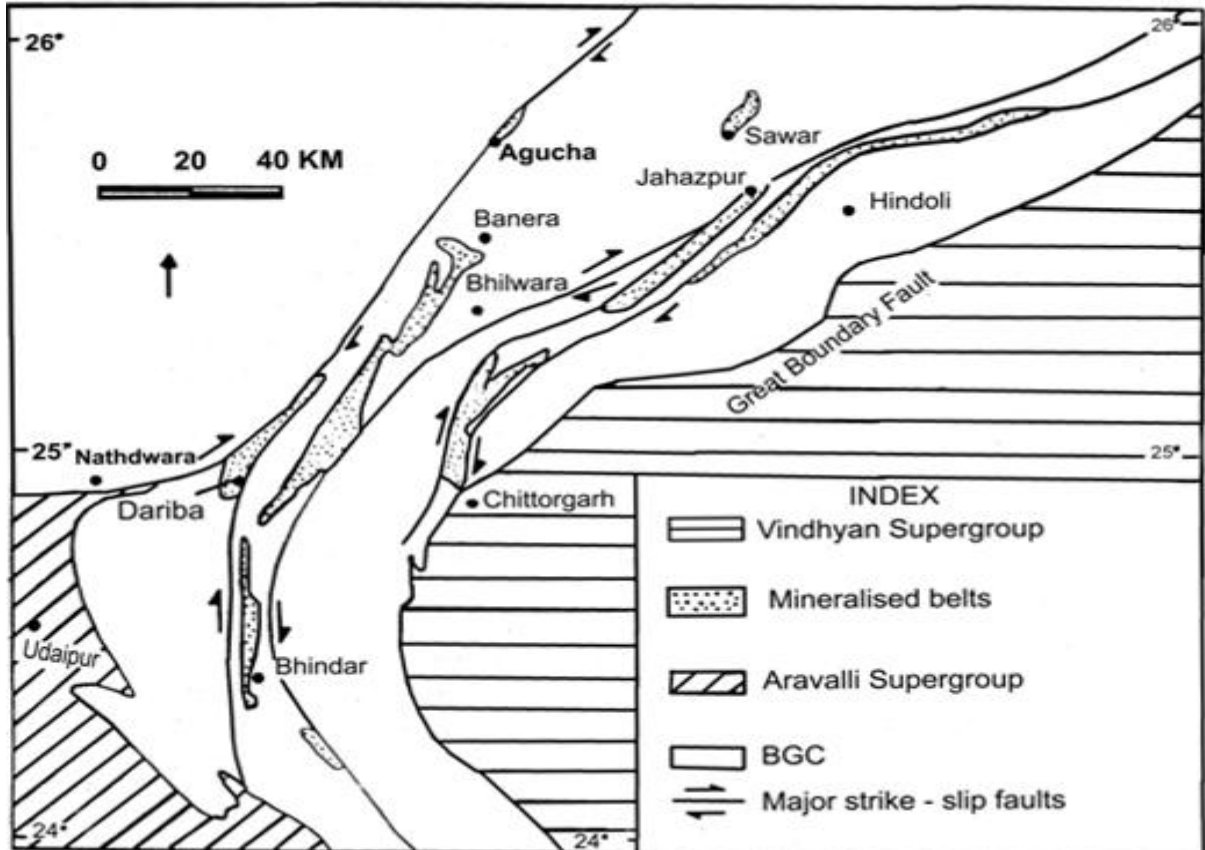 26°
26°
Sawar
Agucha
0 20 40 KM
Jahazpur
Hindoli
Banera
Bhilwara
Great Boundary Fault
25°
25°
Nathdwara
Dariba
Chittorgarh
INDEX
Vindhyan Supergroup
Mineralised belts
Udaipur
Bhindar
Aravalli Supergroup
BGC
Major strike - slip faults
24°
24°